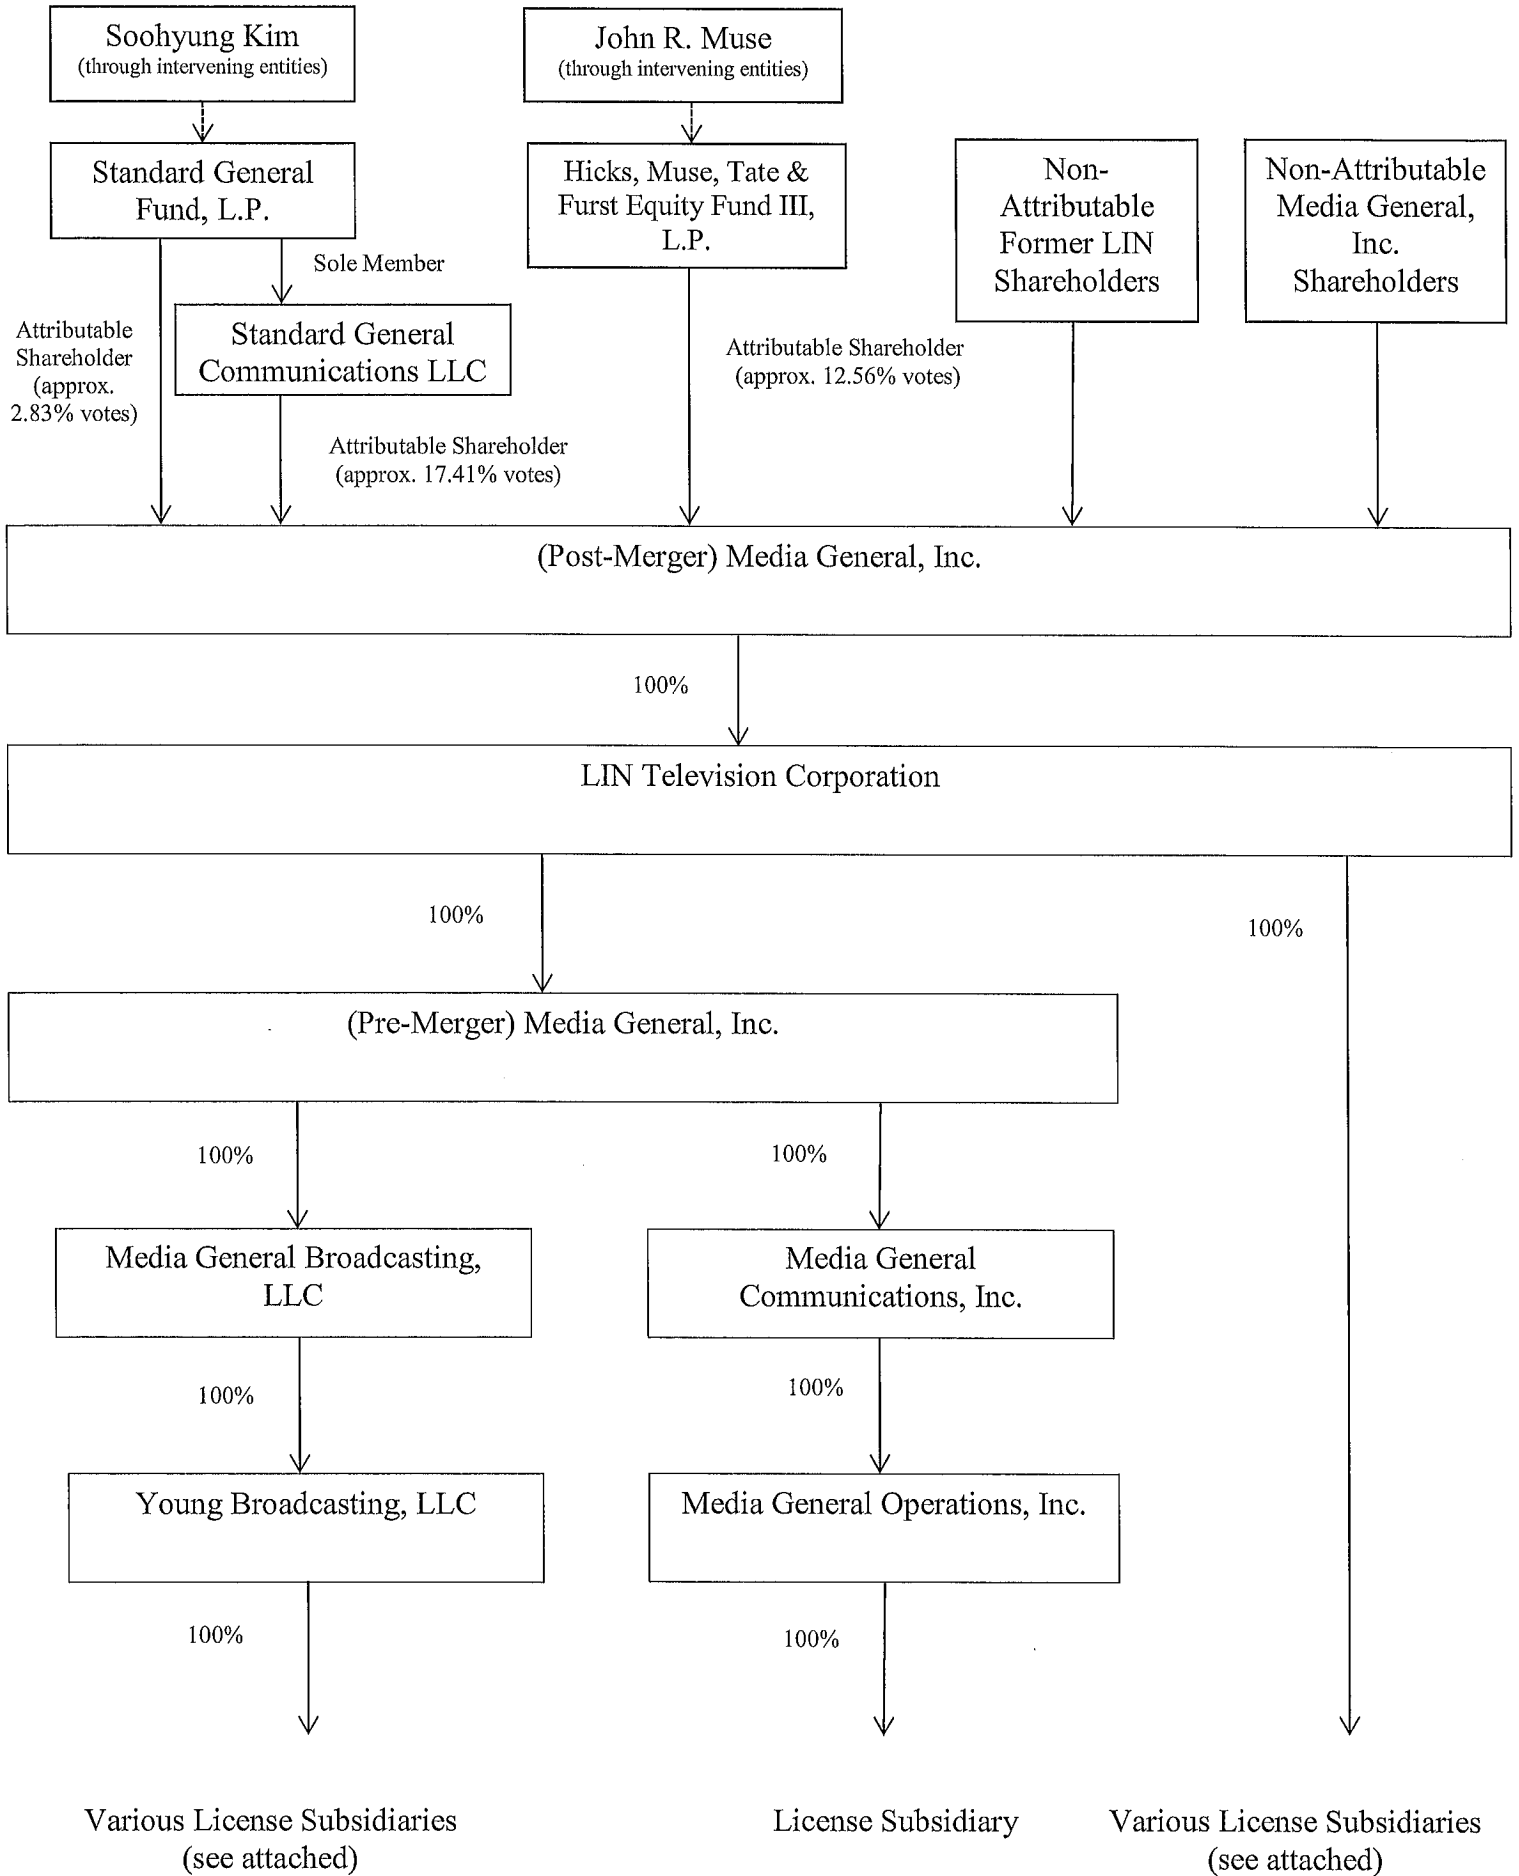 Soohyung Kim
(through intervening entities)
John R. Muse
(through intervening entities)
Standard General
Fund, L.P.
Hicks, Muse, Tate &
Furst Equity Fund III,
L.P.
Non-
Attributable
Former LIN
Shareholders
Non-Attributable
Media General,
Inc.
Shareholders
Sole Member
Attributable
Shareholder
(approx.
2.83% votes)
Standard General
Communications LLC
Attributable Shareholder
(approx. 12.56% votes)
Attributable Shareholder
(approx. 17.41% votes)
(Post-Merger) Media General, Inc.
100%
LIN Television Corporation
100%
100%
(Pre-Merger) Media General, Inc.
100%
100%
Media General Broadcasting,
LLC
Media General
Communications, Inc.
100%
100%
Young Broadcasting, LLC
Media General Operations, Inc.
100%
100%
Various License Subsidiaries
(see attached)
License Subsidiary
Various License Subsidiaries
(see attached)